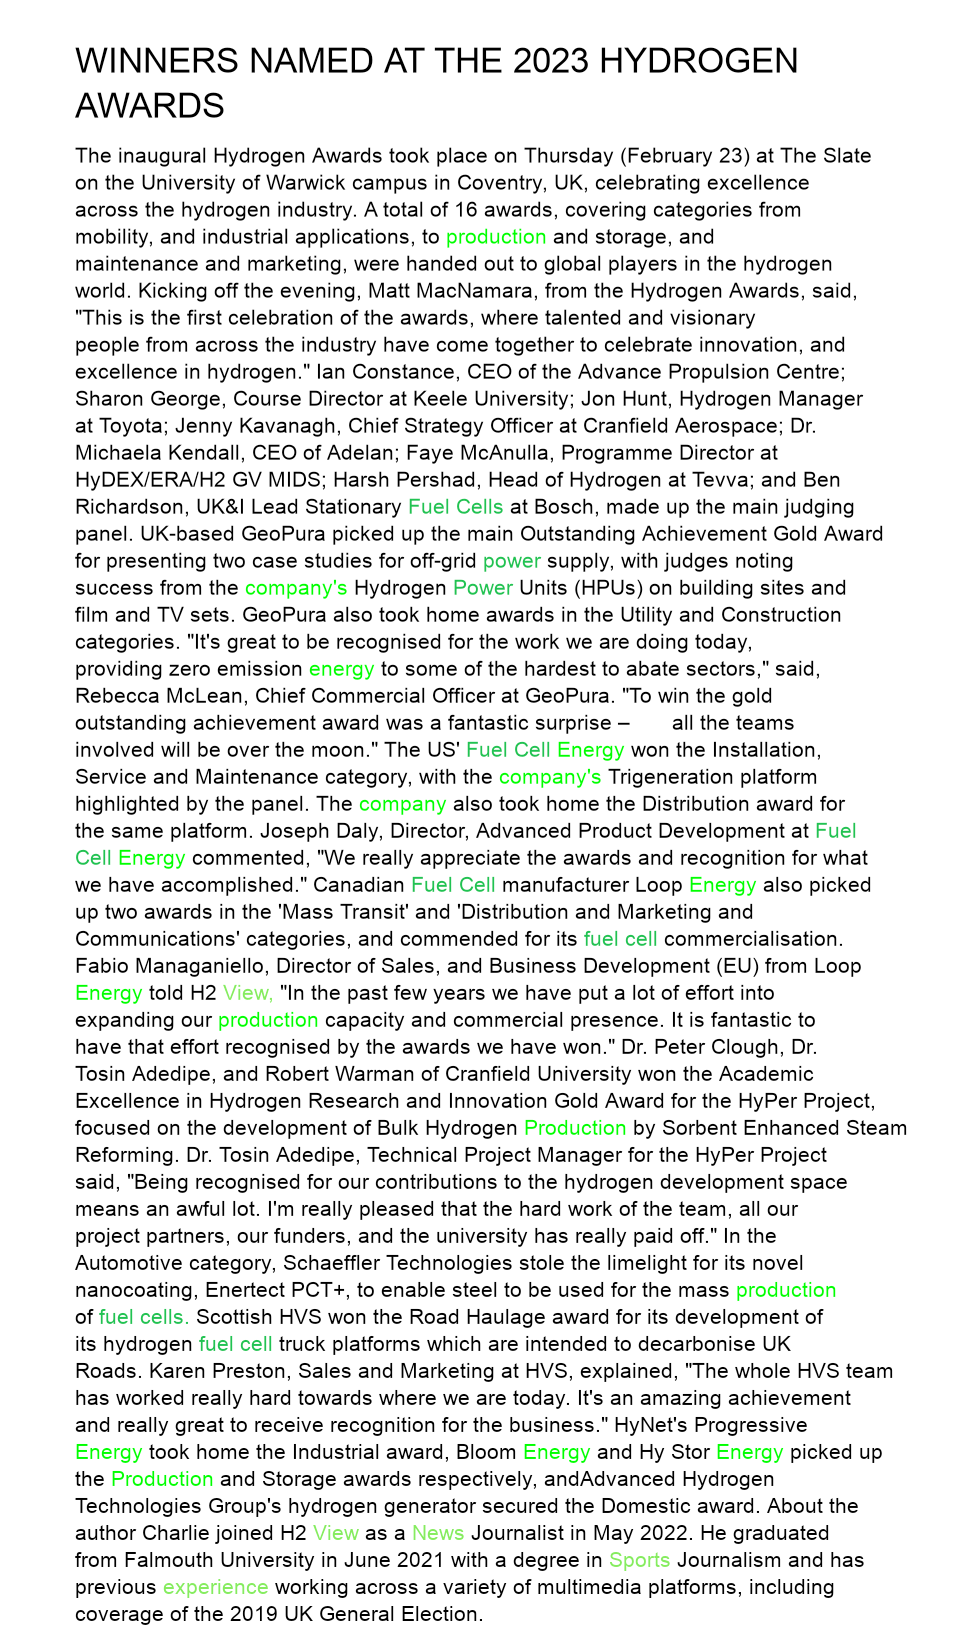 WINNERS NAMED AT THE 2023 HYDROGEN
AWARDS
The inaugural Hydrogen Awards took place on Thursday (February 23) at The Slate
on the University of Warwick campus in Coventry, UK, celebrating excellence
across the hydrogen industry. A total of 16 awards, covering categories from
mobility, and industrial applications, to production and storage, and
maintenance and marketing, were handed out to global players in the hydrogen
world. Kicking off the evening, Matt MacNamara, from the Hydrogen Awards, said,
"This is the first celebration of the awards, where talented and visionary
people from across the industry have come together to celebrate innovation, and
excellence in hydrogen." Ian Constance, CEO of the Advance Propulsion Centre;
Sharon George, Course Director at Keele University; Jon Hunt, Hydrogen Manager
at Toyota; Jenny Kavanagh, Chief Strategy Officer at Cranfield Aerospace; Dr.
Michaela Kendall, CEO of Adelan; Faye McAnulla, Programme Director at
HyDEX/ERA/H2 GV MIDS; Harsh Pershad, Head of Hydrogen at Tevva; and Ben
Richardson, UK&I Lead Stationary Fuel Cells at Bosch, made up the main judging
panel. UK-based GeoPura picked up the main Outstanding Achievement Gold Award
for presenting two case studies for off-grid power supply, with judges noting
success from the company's Hydrogen Power Units (HPUs) on building sites and
film and TV sets. GeoPura also took home awards in the Utility and Construction
categories. "It's great to be recognised for the work we are doing today,
providing zero emission energy to some of the hardest to abate sectors," said,
Rebecca McLean, Chief Commercial Officer at GeoPura. "To win the gold
outstanding achievement award was a fantastic surprise – all the teams
involved will be over the moon." The US' Fuel Cell Energy won the Installation,
Service and Maintenance category, with the company's Trigeneration platform
highlighted by the panel. The company also took home the Distribution award for
the same platform. Joseph Daly, Director, Advanced Product Development at Fuel
Cell Energy commented, "We really appreciate the awards and recognition for what
we have accomplished." Canadian Fuel Cell manufacturer Loop Energy also picked
up two awards in the 'Mass Transit' and 'Distribution and Marketing and
Communications' categories, and commended for its fuel cell commercialisation.
Fabio Managaniello, Director of Sales, and Business Development (EU) from Loop
Energy told H2 View, "In the past few years we have put a lot of effort into
expanding our production capacity and commercial presence. It is fantastic to
have that effort recognised by the awards we have won." Dr. Peter Clough, Dr.
Tosin Adedipe, and Robert Warman of Cranfield University won the Academic
Excellence in Hydrogen Research and Innovation Gold Award for the HyPer Project,
focused on the development of Bulk Hydrogen Production by Sorbent Enhanced Steam
Reforming. Dr. Tosin Adedipe, Technical Project Manager for the HyPer Project
said, "Being recognised for our contributions to the hydrogen development space
means an awful lot. I'm really pleased that the hard work of the team, all our
project partners, our funders, and the university has really paid off." In the
Automotive category, Schaeffler Technologies stole the limelight for its novel
nanocoating, Enertect PCT+, to enable steel to be used for the mass production
of fuel cells. Scottish HVS won the Road Haulage award for its development of
its hydrogen fuel cell truck platforms which are intended to decarbonise UK
Roads. Karen Preston, Sales and Marketing at HVS, explained, "The whole HVS team
has worked really hard towards where we are today. It's an amazing achievement
and really great to receive recognition for the business." HyNet's Progressive
Energy took home the Industrial award, Bloom Energy and Hy Stor Energy picked up
the Production and Storage awards respectively, andAdvanced Hydrogen
Technologies Group's hydrogen generator secured the Domestic award. About the
author Charlie joined H2 View as a News Journalist in May 2022. He graduated
from Falmouth University in June 2021 with a degree in Sports Journalism and has
previous experience working across a variety of multimedia platforms, including
coverage of the 2019 UK General Election.